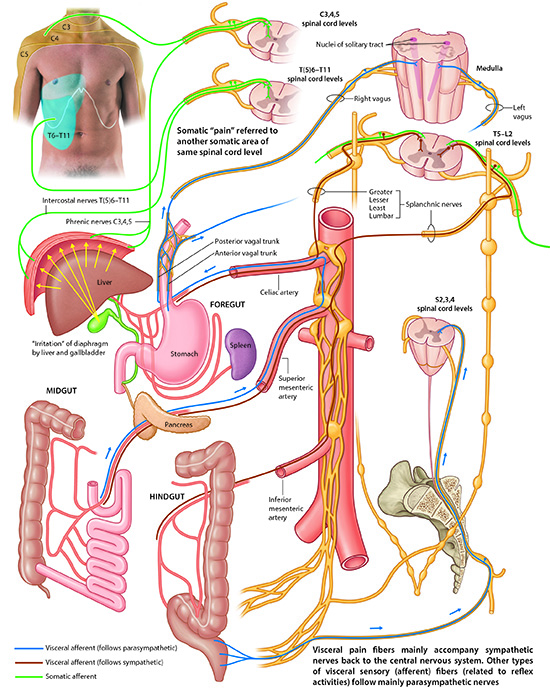 C3
C4
C5
T6–T11
C3,4,5
spinal cord levels
T(5)6–T11
spinal cord levels
Somatic "pain" referred to
another somatic area of
same spinal cord level
Nuclei of solitary tract
Medulla
Right vagus
Left
vagus
T5–L2
spinal cord levels
Greater
Lesser
Least
Lumbar
Splanchnic nerves
Intercostal nerves T(5)6–T11
Phrenic nerves C3,4,5
Posterior vagal trunk
Anterior vagal trunk
Liver
Celiac artery
FOREGUT
"Irritation" of diaphragm
by liver and gallbladder
Stomach
Spleen
S2,3,4
spinal cord levels
Superior
mesenteric
artery
MIDGUT
Pancreas
HINDGUT
Inferior
mesenteric
artery
Visceral afferent (follows parasympathetic)
Visceral afferent (follows sympathetic)
Somatic afferent
Visceral pain fibers mainly accompany sympathetic
nerves back to the central nervous system. Other types
of visceral sensory (afferent) fibers (related to reflex
activities) follow mainly parasympathetic nerves